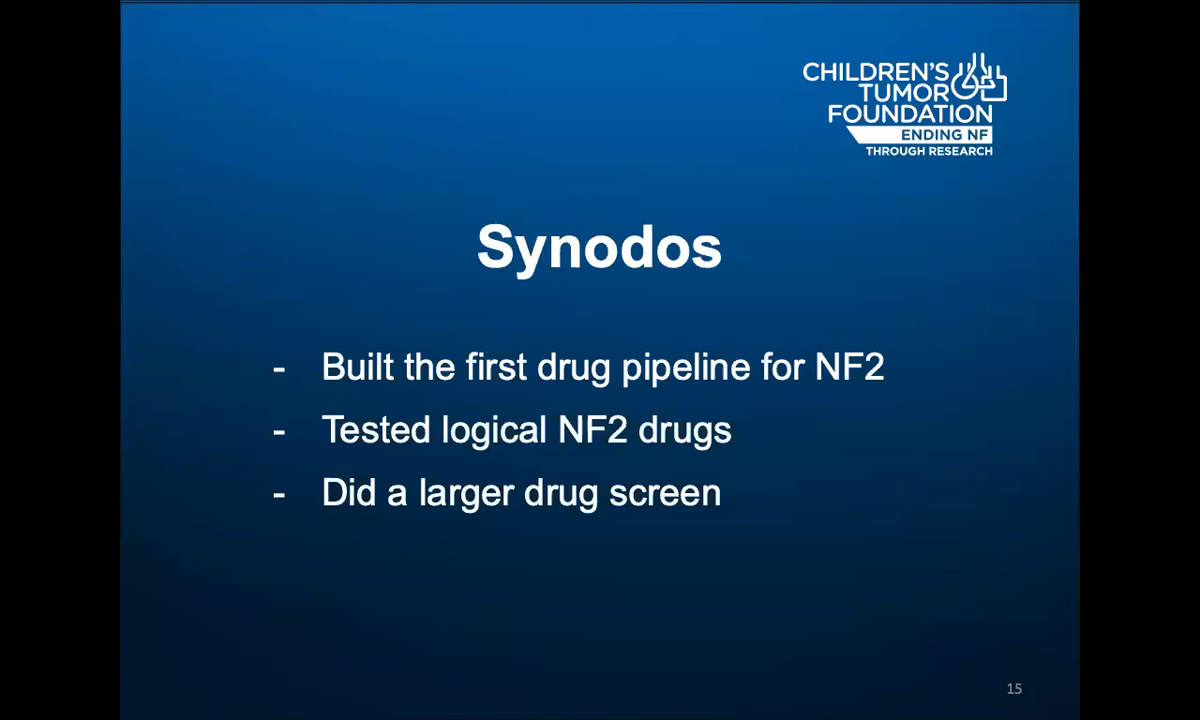 CHILDREN'S
TUMOR
FOUNDATION
ENDING NF
THROUGH RESEARCH
Synodos
- Built the first drug pipeline for NF2
- Tested logical NF2 drugs
- Did a larger drug screen
15